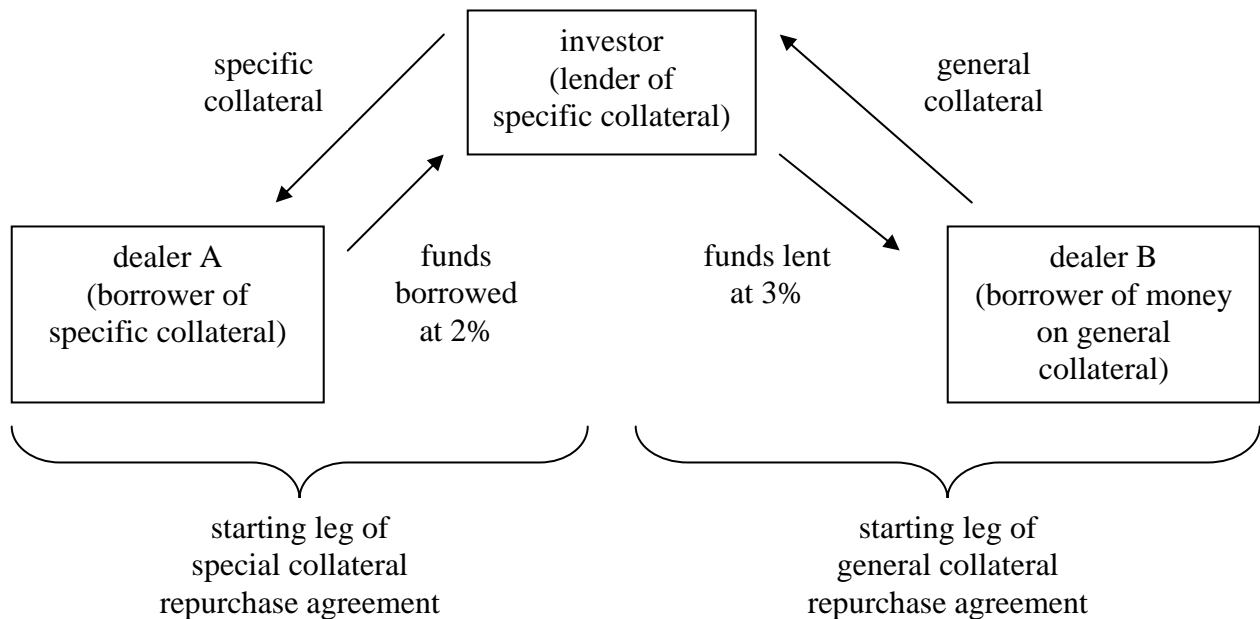 investor
(lender of
specific collateral)
specific
collateral
general
collateral
dealer A
(borrower of
specific collateral)
funds
borrowed
at 2%
funds lent
at 3%
dealer B
(borrower of money
on general
collateral)
starting leg of
special collateral
repurchase agreement
starting leg of
general collateral
repurchase agreement